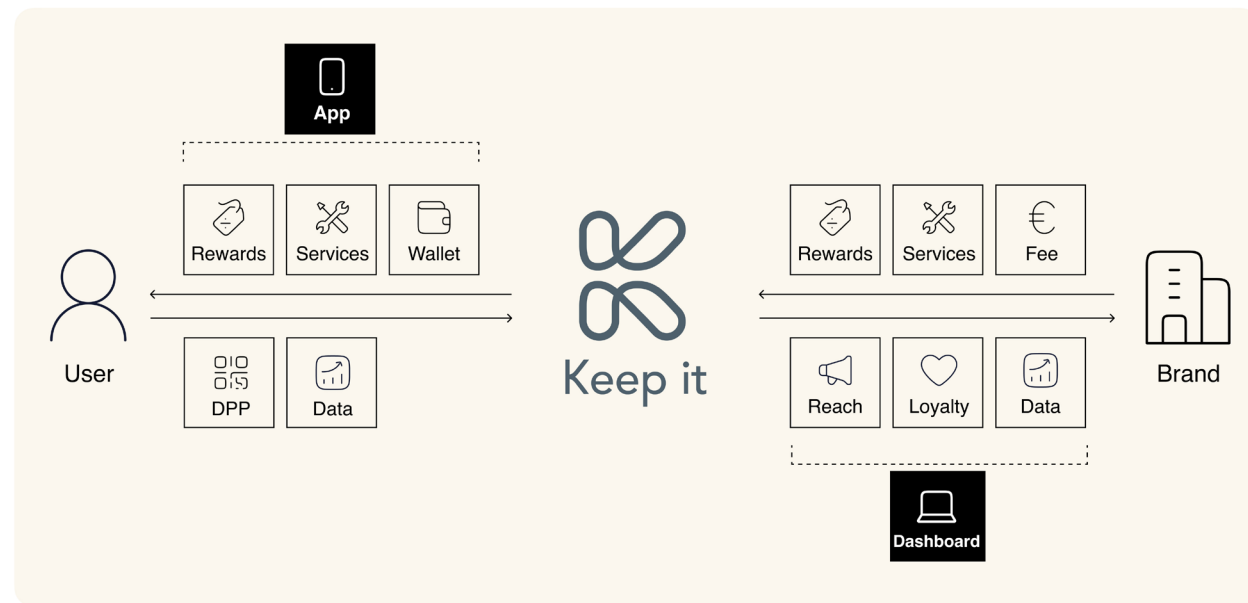 App
Rewards
Services
Wallet
Rewards
Services
€
Fee
User
DPP
Data
Keep it
Reach
Loyalty
Data
Brand
Dashboard